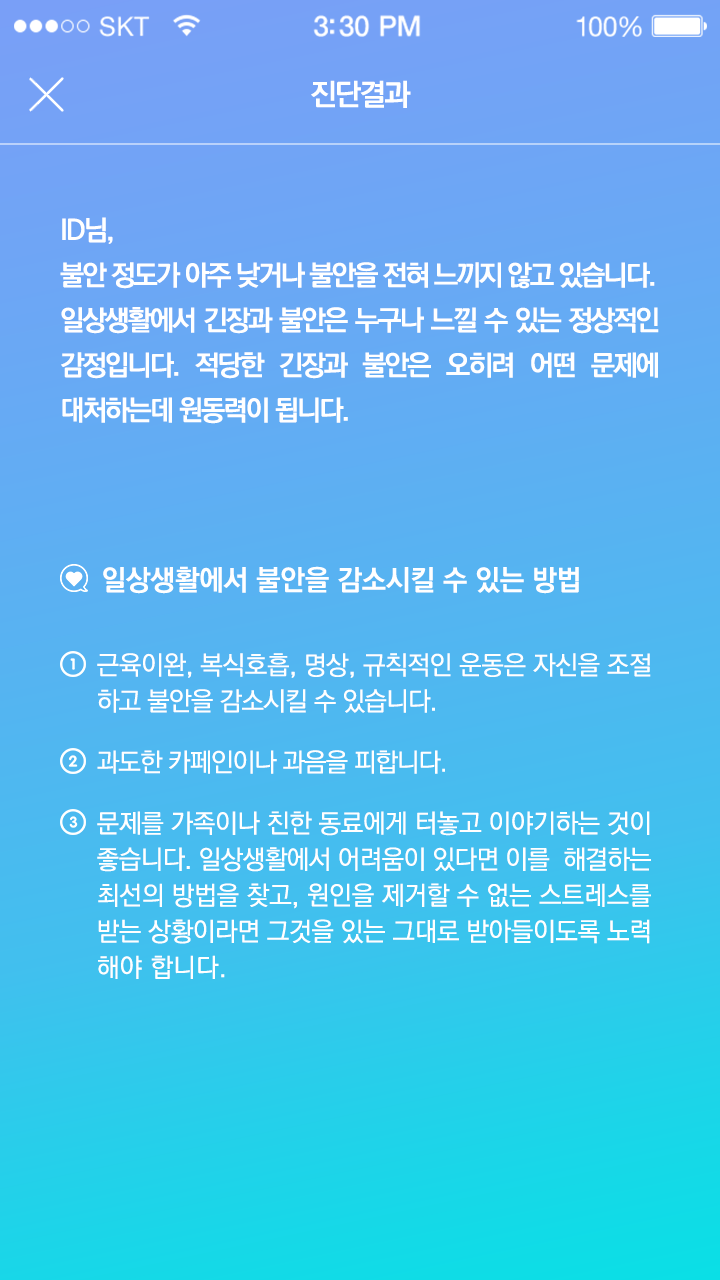 SKT 3:30 PM 100%
진단결과
ID님,
불안 정도가 아주 낮거나 불안을 전혀 느끼지 않고 있습니다.
일상생활에서 긴장과 불안은 누구나 느낄 수 있는 정상적인
감정입니다. 적당한 긴장과 불안은 오히려 어떤 문제에
대처하는데 원동력이 됩니다.
일상생활에서 불안을 감소시킬 수 있는 방법
① 근육이완, 복식호흡, 명상, 규칙적인 운동은 자신을 조절
하고 불안을 감소시킬 수 있습니다.
② 과도한 카페인이나 과음을 피합니다.
③ 문제를 가족이나 친한 동료에게 터놓고 이야기하는 것이
좋습니다. 일상생활에서 어려움이 있다면 이를 해결하는
최선의 방법을 찾고, 원인을 제거할 수 없는 스트레스를
받는 상황이라면 그것을 있는 그대로 받아들이도록 노력
해야 합니다.